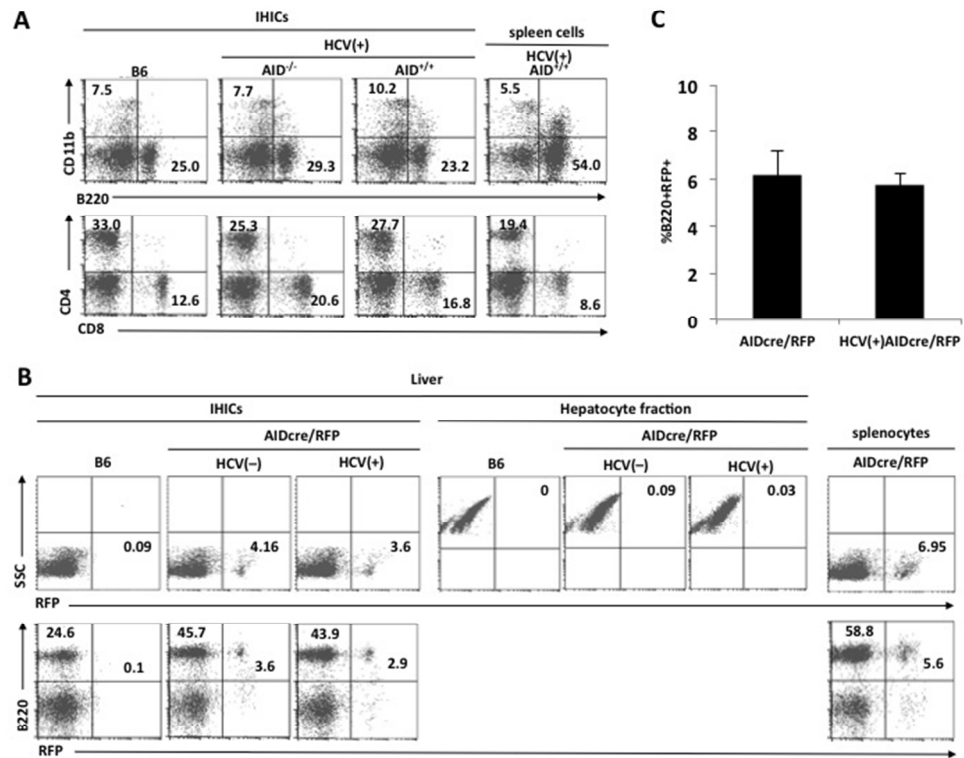 A
IHICs
HCV(+)
spleen cells
HCV(+)
B6
AID-/-
AID+/+
AID+/+
7.5
7.7
10.2
5.5
25.0
29.3
23.2
54.0
CD11b
B220
33.0
25.3
27.7
19.4
12.6
20.6
16.8
8.6
CD4
CD8
C
10
8
6
4
2
0
%B220+RFP+
AIDcre/RFP
HCV(+)AIDcre/RFP
B
Liver
IHICs
Hepatocyte fraction
AIDcre/RFP
AIDcre/RFP
splenocytes
B6
HCV(–)
HCV(+)
B6
HCV(–)
HCV(+)
AIDcre/RFP
0.09
4.16
3.6
0
0.09
0.03
6.95
SSC
RFP
24.6
45.7
43.9
58.8
0.1
3.6
2.9
5.6
B220
RFP